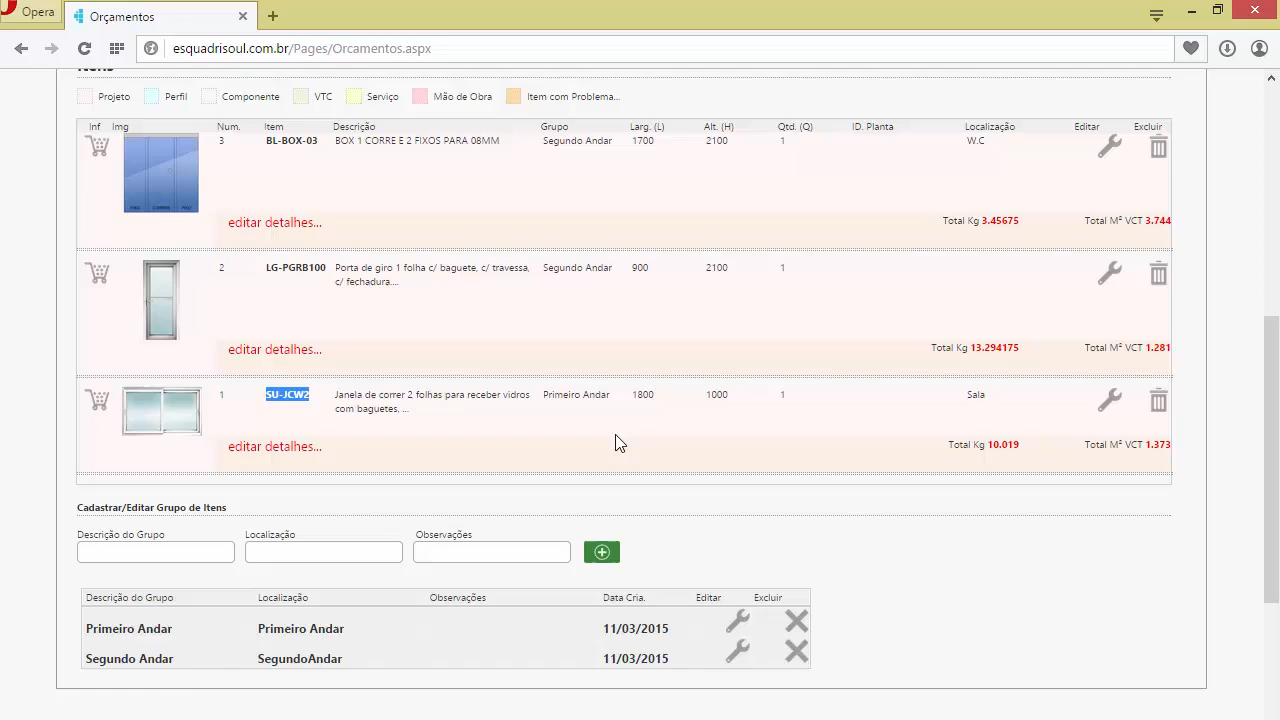 Opera
Orçamentos
esquadrisoul.com.br/Pages/Orcamentos.aspx
Itens
Projeto Perfil Componente VTC Serviço Mão de Obra Item com Problema...
Inf Img Num. Item Descrição Grupo Larg. (L) Alt. (H) Qtd. (Q) ID. Planta Localização Editar Excluir
3 BL-BOX-03 BOX 1 CORRE E 2 FIXOS PARA 08MM Segundo Andar 1700 2100 1 W.C
editar detalhes... Total Kg 3.45675 Total M² VCT 3.744
2 LG-PGRB100 Porta de giro 1 folha c/ baguete, c/ travessa, Segundo Andar 900 2100 1
c/ fechadura....
editar detalhes... Total Kg 13.294175 Total M² VCT 1.281
1 SU-JCW2 Janela de correr 2 folhas para receber vidros Primeiro Andar 1800 1000 1 Sala
com baguetes, ...
editar detalhes... Total Kg 10.019 Total M² VCT 1.373
Cadastrar/Editar Grupo de Itens
Descrição do Grupo Localização Observações
Descrição do Grupo Localização Observações Data Cria. Editar Excluir
Primeiro Andar Primeiro Andar 11/03/2015
Segundo Andar SegundoAndar 11/03/2015